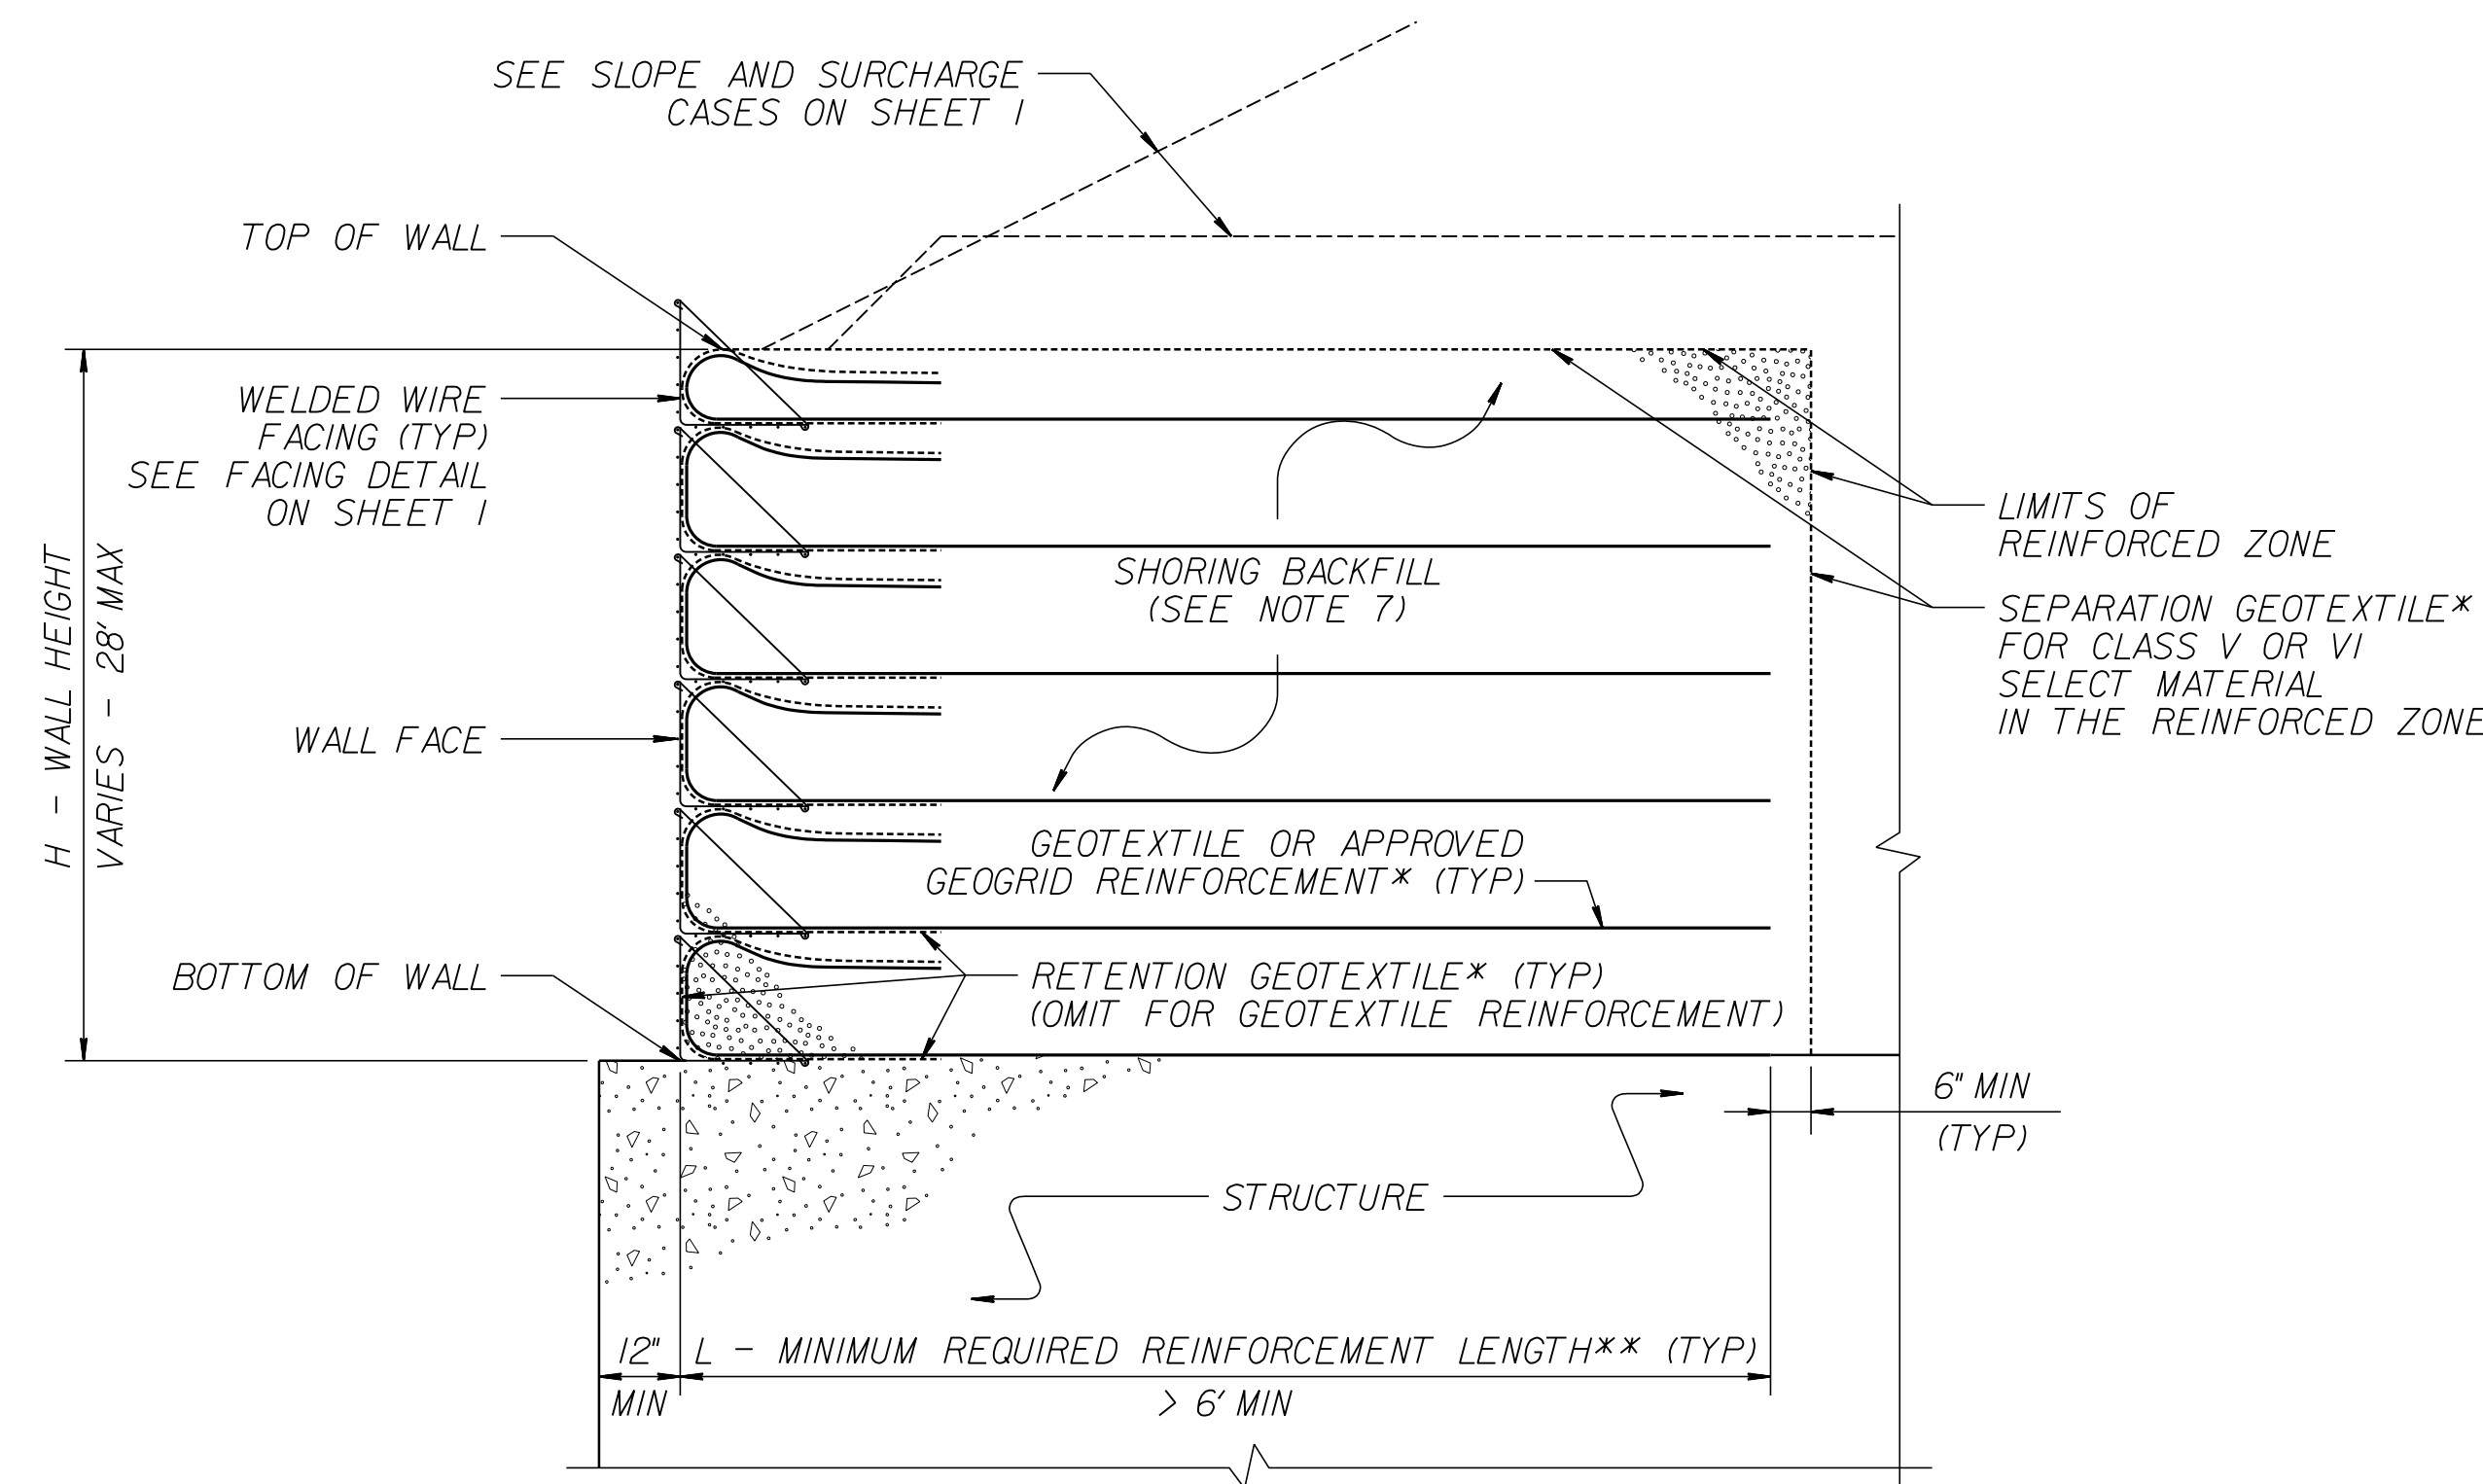 SEE SLOPE AND SURCHARGE
CASES ON SHEET 1
TOP OF WALL
WELDED WIRE
FACING (TYP)
SEE FACING DETAIL
ON SHEET 1
H - WALL HEIGHT
VARIES - 28' MAX
WALL FACE
BOTTOM OF WALL
SHORING BACKFILL
(SEE NOTE 7)
LIMITS OF
REINFORCED ZONE
SEPARATION GEOTEXTILE*
FOR CLASS V OR VI
SELECT MATERIAL
IN THE REINFORCED ZONE
GEOTEXTILE OR APPROVED
GEOGRID REINFORCEMENT* (TYP)
RETENTION GEOTEXTILE* (TYP)
(OMIT FOR GEOTEXTILE REINFORCEMENT)
6" MIN
(TYP)
STRUCTURE
12"
MIN
L - MINIMUM REQUIRED REINFORCEMENT LENGTH** (TYP)
> 6' MIN